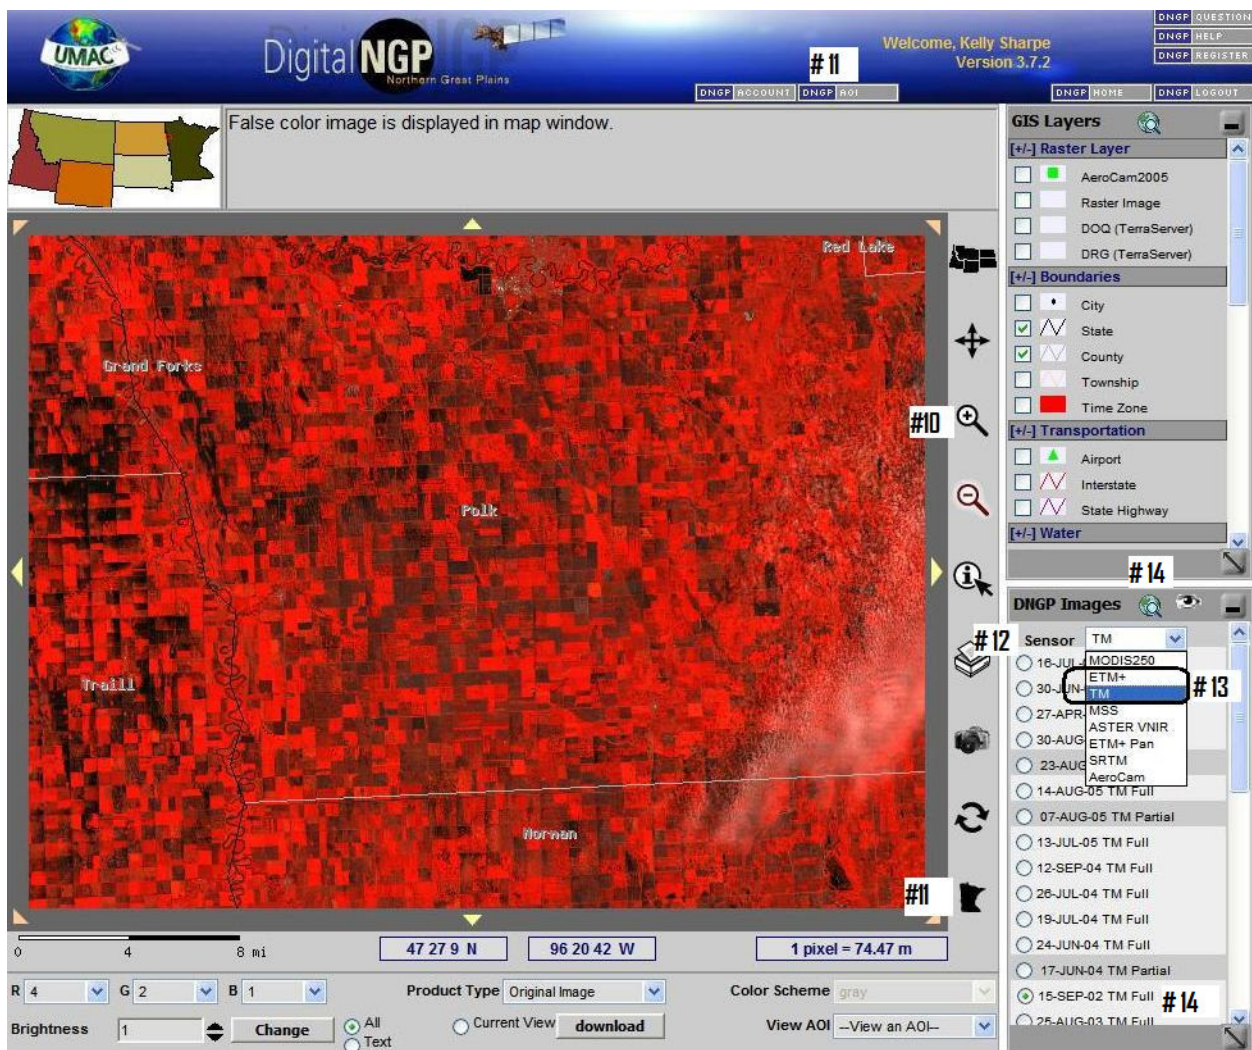 UMAC
Digital NGP
Northern Great Plains
#11
Welcome, Kelly Sharpe
Version 3.7.2
DNGP QUESTION
DNGP HELP
DNGP REGISTER
DNGP ACCOUNT
DNGP AOI
DNGP HOME
DNGP LOGOUT
False color image is displayed in map window.
GIS Layers
[+/-] Raster Layer
AeroCam2005
Raster Image
DOQ (TerraServer)
DRG (TerraServer)
[+/-] Boundaries
City
State
County
Township
Time Zone
[+/-] Transportation
Airport
Interstate
State Highway
[+/-] Water
Red Lake
Grand Forks
Polk
Traill
Norman
#10
#12
#11
#14
DNGP Images
Sensor TM
MODIS250
ETM+
TM
MSS
ASTER VNIR
ETM+ Pan
SRTM
AeroCam
#13
16-JUL-
30-JUN-
27-APR-
30-AUG
23-AUG
14-AUG-05 TM Full
07-AUG-05 TM Partial
13-JUL-05 TM Full
12-SEP-04 TM Full
26-JUL-04 TM Full
19-JUL-04 TM Full
24-JUN-04 TM Full
17-JUN-04 TM Partial
15-SEP-02 TM Full #14
25-AUG-03 TM Full
0 4 8 mi
47 27 9 N
96 20 42 W
1 pixel = 74.47 m
R 4 G 2 B 1
Product Type Original Image
Color Scheme gray
Brightness 1
Change
All
Text
Current View
download
View AOI --View an AOI--